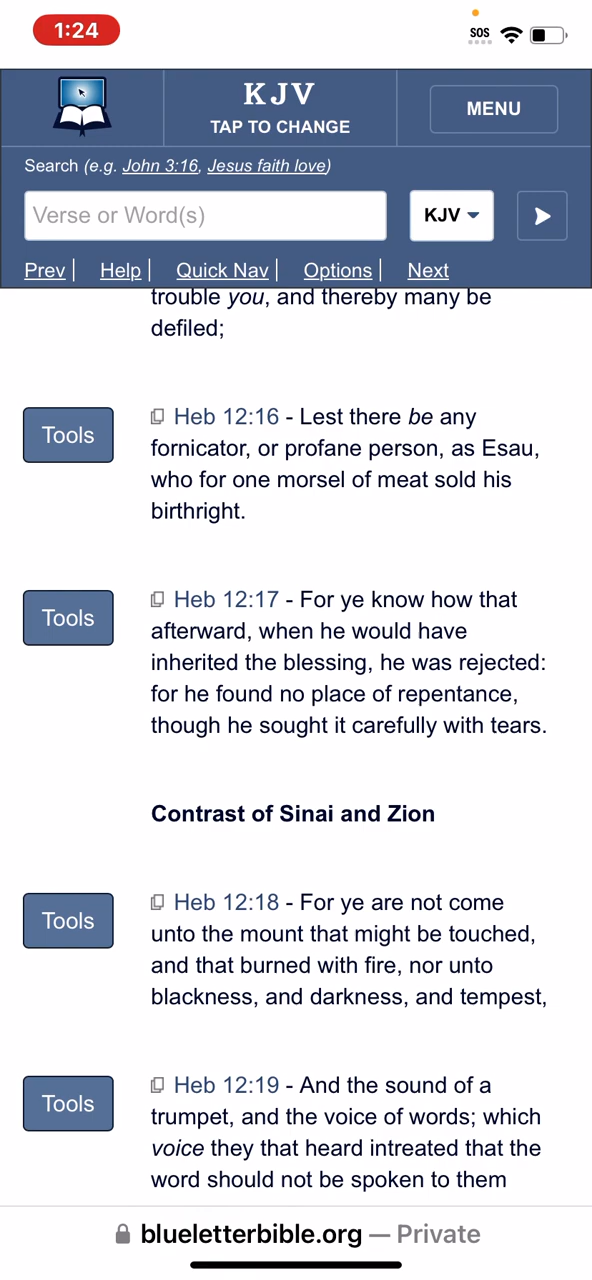 1:24
SOS
KJV
TAP TO CHANGE
MENU
Search (e.g. John 3:16, Jesus faith love)
Verse or Word(s)
KJV
Prev | Help | Quick Nav | Options | Next
trouble you, and thereby many be
defiled;
Tools
Heb 12:16 - Lest there be any
fornicator, or profane person, as Esau,
who for one morsel of meat sold his
birthright.
Tools
Heb 12:17 - For ye know how that
afterward, when he would have
inherited the blessing, he was rejected:
for he found no place of repentance,
though he sought it carefully with tears.
Contrast of Sinai and Zion
Tools
Heb 12:18 - For ye are not come
unto the mount that might be touched,
and that burned with fire, nor unto
blackness, and darkness, and tempest,
Tools
Heb 12:19 - And the sound of a
trumpet, and the voice of words; which
voice they that heard intreated that the
word should not be spoken to them
blueletterbible.org — Private